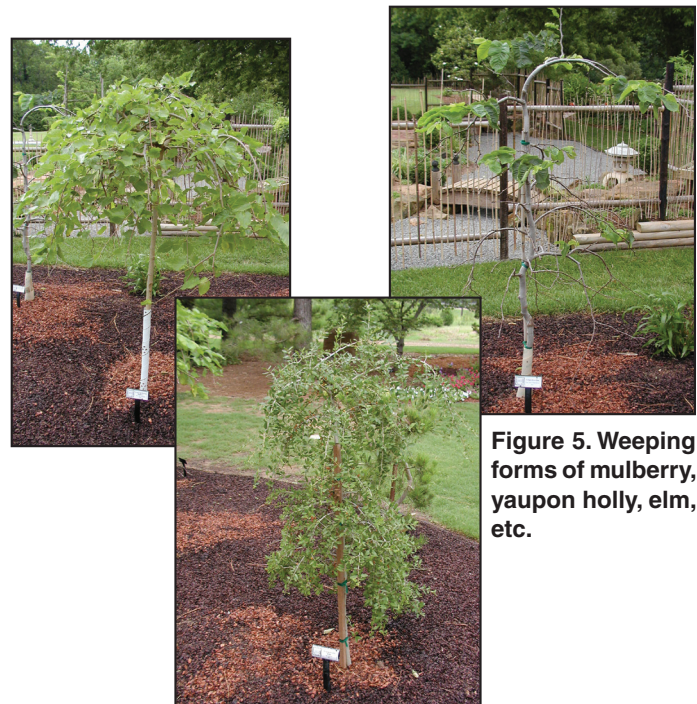 Figure 5. Weeping
forms of mulberry,
yaupon holly, elm,
etc.